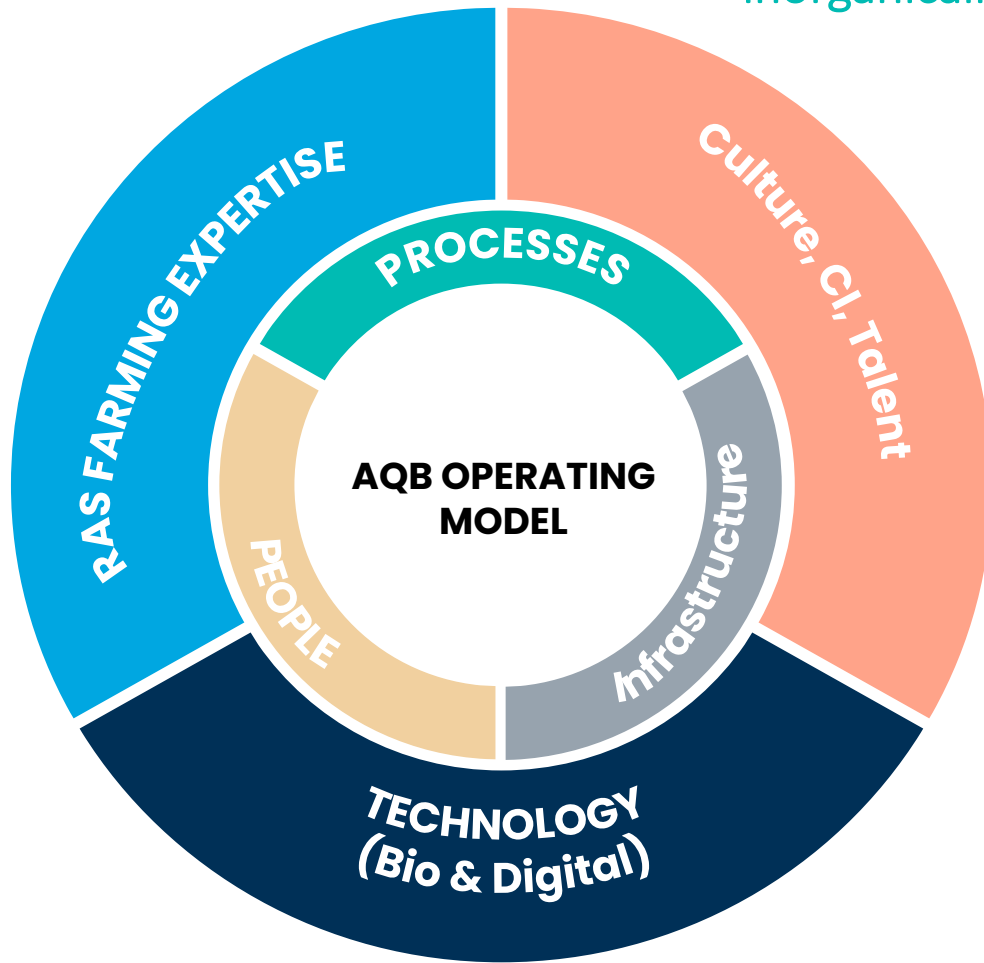 RAS FARMING EXPERTISE
Culture, CI, Talent
PROCESSES
AQB OPERATING
MODEL
PEOPLE
Infrastructure
TECHNOLOGY
(Bio & Digital)